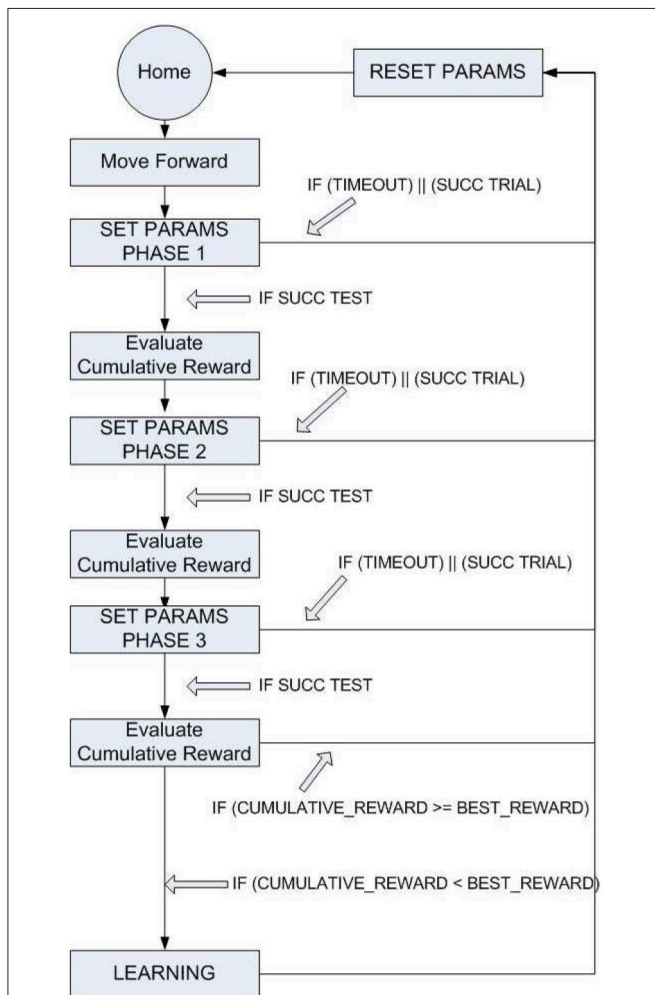 Home
RESET PARAMS
Move Forward
IF (TIMEOUT) || (SUCC TRIAL)
SET PARAMS
PHASE 1
IF SUCC TEST
Evaluate
Cumulative Reward
IF (TIMEOUT) || (SUCC TRIAL)
SET PARAMS
PHASE 2
IF SUCC TEST
Evaluate
Cumulative Reward
IF (TIMEOUT) || (SUCC TRIAL)
SET PARAMS
PHASE 3
IF SUCC TEST
Evaluate
Cumulative Reward
IF (CUMULATIVE_REWARD >= BEST_REWARD)
IF (CUMULATIVE_REWARD < BEST_REWARD)
LEARNING